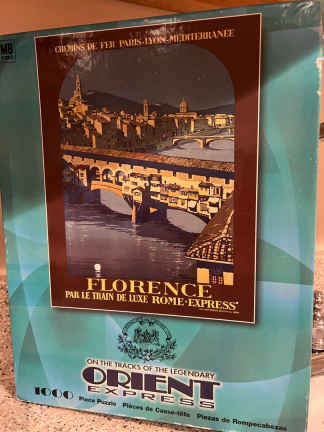 MB
CHEMINS DE FER PARIS-LYON-MÉDITERRANÉE
FLORENCE
PAR LE TRAIN DE LUXE ROME-EXPRESS
ON THE TRACKS OF THE LEGENDARY
ORIENT
EXPRESS
1000 Piece Puzzle Pièces de Casse-tête Piezas de Rompecabezas